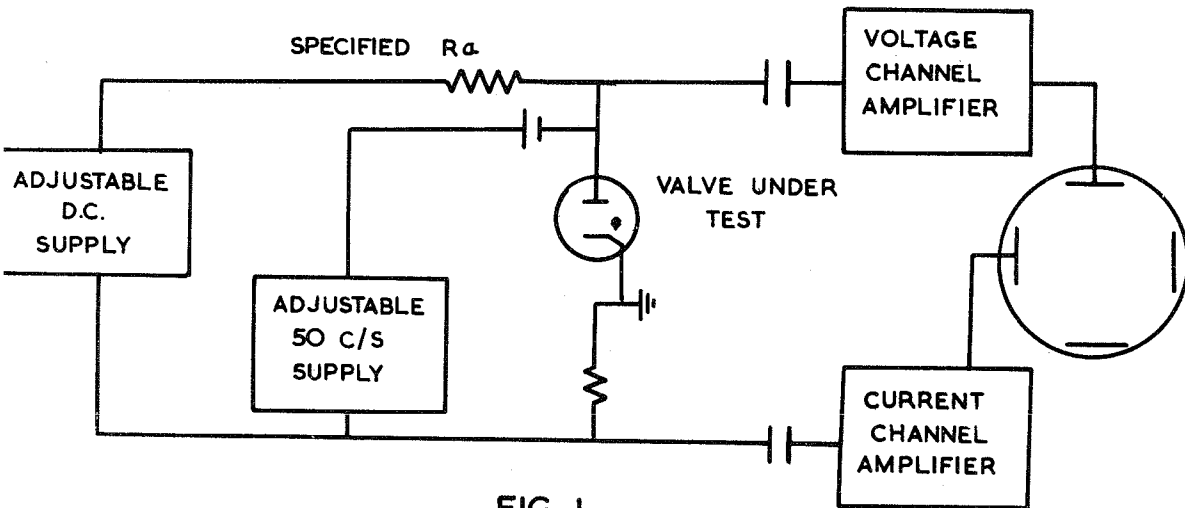 SPECIFIED Ra
VOLTAGE
CHANNEL
AMPLIFIER
ADJUSTABLE
D.C.
SUPPLY
VALVE UNDER
TEST
ADJUSTABLE
50 C/S
SUPPLY
CURRENT
CHANNEL
AMPLIFIER